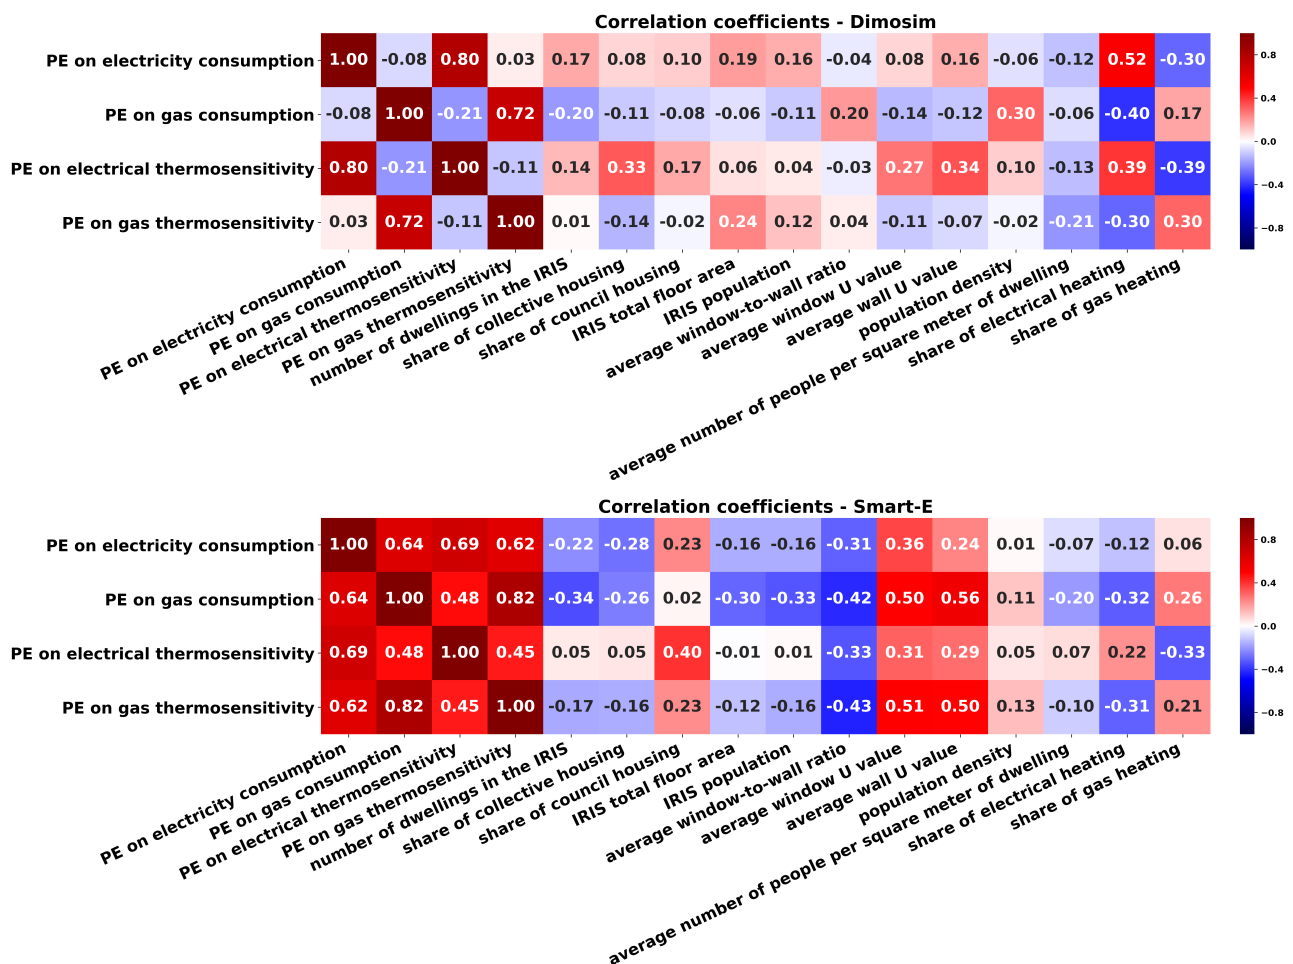 Correlation coefficients - Dimosim
PE on electricity consumption 1.00 -0.08 0.80 0.03 0.17 0.08 0.10 0.19 0.16 -0.04 0.08 0.16 -0.06 -0.12 0.52 -0.30
PE on gas consumption -0.08 1.00 -0.21 0.72 -0.20 -0.11 -0.08 -0.06 -0.11 0.20 -0.14 -0.12 0.30 -0.06 -0.40 0.17
PE on electrical thermosensitivity 0.80 -0.21 1.00 -0.11 0.14 0.33 0.17 0.06 0.04 -0.03 0.27 0.34 0.10 -0.13 0.39 -0.39
PE on gas thermosensitivity 0.03 0.72 -0.11 1.00 0.01 -0.14 -0.02 0.24 0.12 0.04 -0.11 -0.07 -0.02 -0.21 -0.30 0.30
0.8
0.4
0.0
−0.4
−0.8
PE on electricity consumption
PE on gas consumption
PE on electrical thermosensitivity
PE on gas thermosensitivity
number of dwellings in the IRIS
share of collective housing
share of council housing
IRIS total floor area
IRIS population
average window-to-wall ratio
average window U value
average wall U value
population density
average number of people per square meter of dwelling
share of electrical heating
share of gas heating
Correlation coefficients - Smart-E
PE on electricity consumption 1.00 0.64 0.69 0.62 -0.22 -0.28 0.23 -0.16 -0.16 -0.31 0.36 0.24 0.01 -0.07 -0.12 0.06
PE on gas consumption 0.64 1.00 0.48 0.82 -0.34 -0.26 0.02 -0.30 -0.33 -0.42 0.50 0.56 0.11 -0.20 -0.32 0.26
PE on electrical thermosensitivity 0.69 0.48 1.00 0.45 0.05 0.05 0.40 -0.01 0.01 -0.33 0.31 0.29 0.05 0.07 0.22 -0.33
PE on gas thermosensitivity 0.62 0.82 0.45 1.00 -0.17 -0.16 0.23 -0.12 -0.16 -0.43 0.51 0.50 0.13 -0.10 -0.31 0.21
0.8
0.4
0.0
−0.4
−0.8
PE on electricity consumption
PE on gas consumption
PE on electrical thermosensitivity
PE on gas thermosensitivity
number of dwellings in the IRIS
share of collective housing
share of council housing
IRIS total floor area
IRIS population
average window-to-wall ratio
average window U value
average wall U value
population density
average number of people per square meter of dwelling
share of electrical heating
share of gas heating